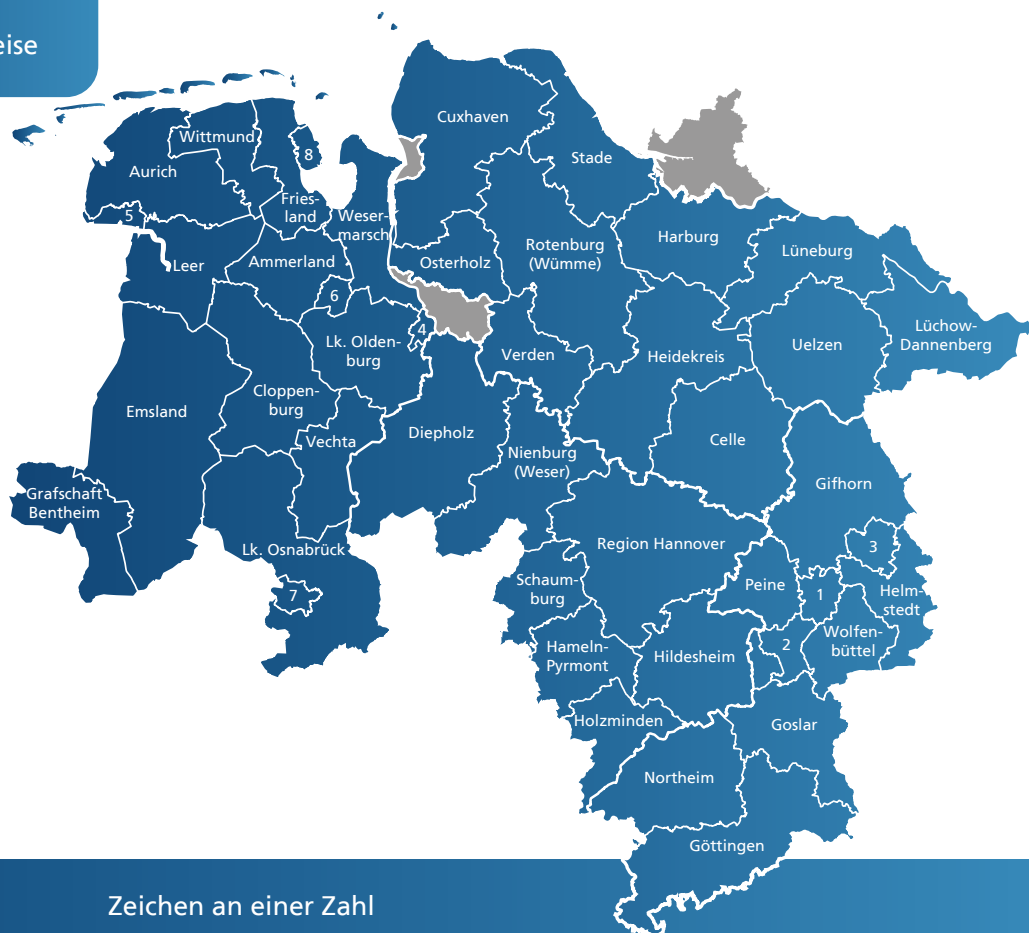 eise
Cuxhaven
Wittmund
8
Stade
Aurich
Fries-
land
5
Weser-
marsch
Harburg
Rotenburg
(Wümme)
Lüneburg
Leer
Ammerland
Osterholz
6
4
Lüchow-
Dannenberg
Lk. Olden-
burg
Verden
Heidekreis
Uelzen
Cloppen-
burg
Emsland
Vechta
Diepholz
Celle
Nienburg
(Weser)
Gifhorn
Grafschaft
Bentheim
Lk. Osnabrück
Region Hannover
3
7
Schaum-
burg
Peine
1
Helm-
stedt
Wolfen-
büttel
2
Hameln-
Pyrmont
Hildesheim
Holzminden
Goslar
Northeim
Göttingen
Zeichen an einer Zahl